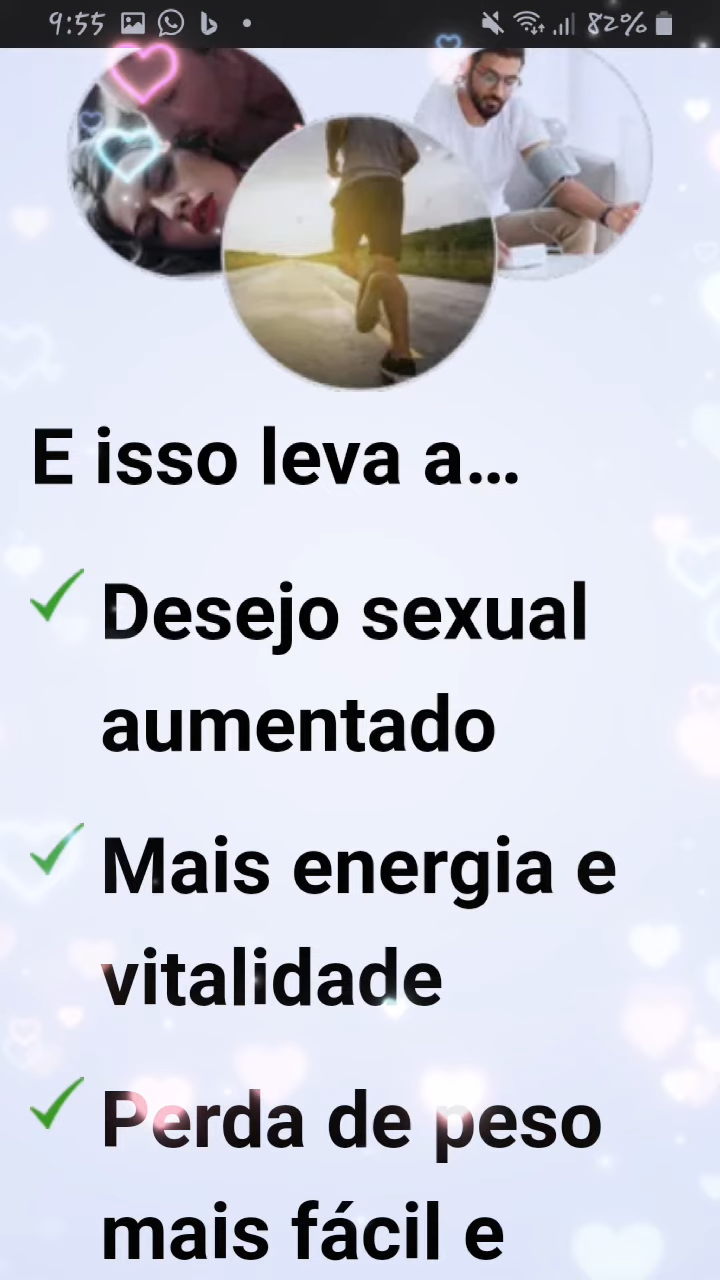 9:55
82%
E isso leva a...
Desejo sexual
aumentado
Mais energia e
vitalidade
Perda de peso
mais fácil e